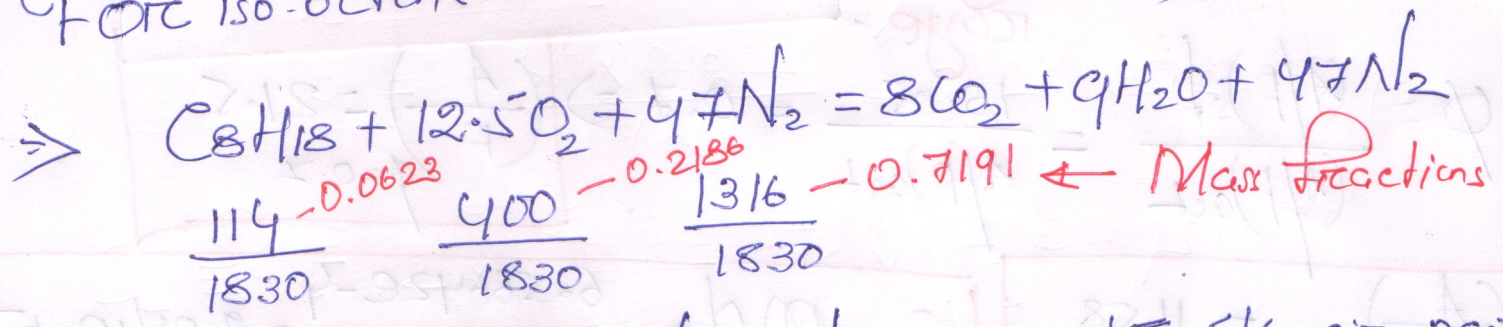 For iso-octan
⇒ C8H18 + 12.5O₂ + 47N₂ = 8CO₂ + 9H₂O + 47N₂
114/1830 - 0.0623 400/1830 - 0.2186 1316/1830 - 0.7191 ← Mass fractions